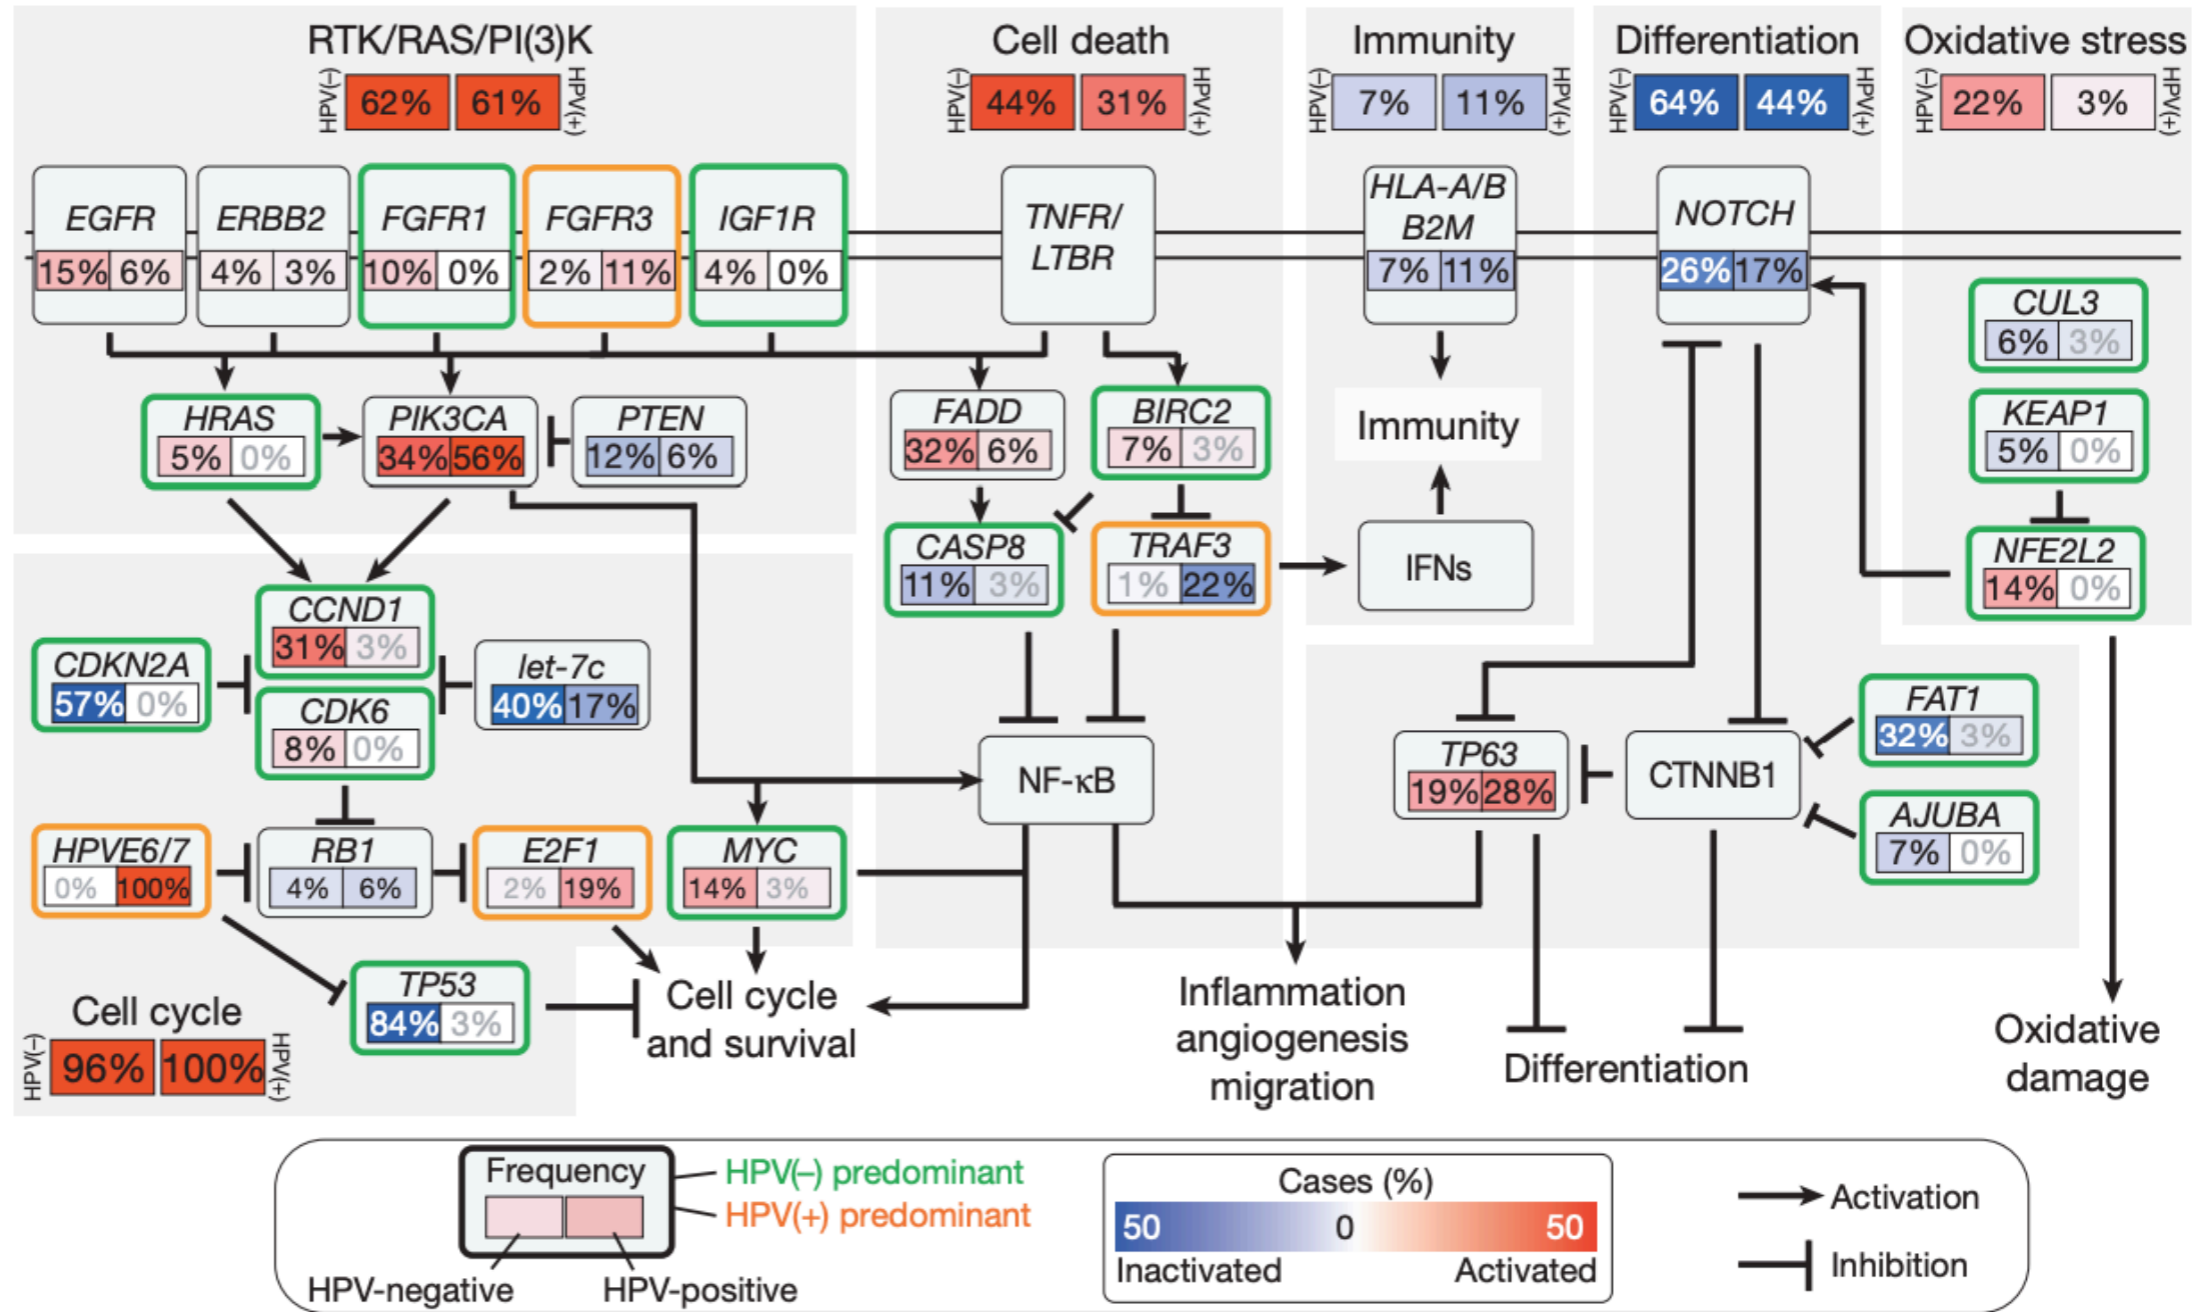 RTK/RAS/PI(3)K
HPV(–) 62% 61% HPV(+)
Cell death
HPV(–) 44% 31% HPV(+)
Immunity
HPV(–) 7% 11% HPV(+)
Differentiation
HPV(–) 64% 44% HPV(+)
Oxidative stress
HPV(–) 22% 3% HPV(+)
EGFR
15% 6%
ERBB2
4% 3%
FGFR1
10% 0%
FGFR3
2% 11%
IGF1R
4% 0%
TNFR/
LTBR
HLA-A/B
B2M
7% 11%
NOTCH
26% 17%
CUL3
6% 3%
KEAP1
5% 0%
NFE2L2
14% 0%
HRAS
5% 0%
PIK3CA
34% 56%
PTEN
12% 6%
FADD
32% 6%
BIRC2
7% 3%
Immunity
CASP8
11% 3%
TRAF3
1% 22%
IFNs
CCND1
31% 3%
CDKN2A
57% 0%
CDK6
8% 0%
let-7c
40% 17%
NF-κB
TP63
19% 28%
CTNNB1
FAT1
32% 3%
AJUBA
7% 0%
HPVE6/7
0% 100%
RB1
4% 6%
E2F1
2% 19%
MYC
14% 3%
TP53
84% 3%
Cell cycle
HPV(–) 96% 100% HPV(+)
Cell cycle
and survival
Inflammation
angiogenesis
migration
Differentiation
Oxidative
damage
Frequency
HPV(–) predominant
HPV(+) predominant
HPV-negative
HPV-positive
Cases (%)
50 0 50
Inactivated Activated
Activation
Inhibition